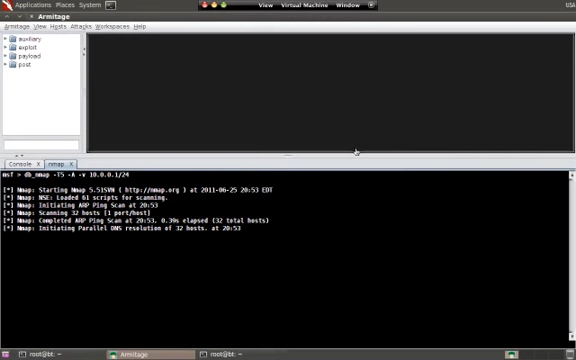 Applications Places System
View Virtual Machine Window
USA
Armitage
Armitage View Hosts Attacks Workspaces Help
auxiliary
exploit
payload
post
Console X nmap X
msf > db_nmap -T5 -A -v 10.0.0.1/24
[*] Nmap: Starting Nmap 5.51SVN ( http://nmap.org ) at 2011-06-25 20:53 EDT
[*] Nmap: NSE: Loaded 61 scripts for scanning.
[*] Nmap: Initiating ARP Ping Scan at 20:53
[*] Nmap: Scanning 32 hosts [1 port/host]
[*] Nmap: Completed ARP Ping Scan at 20:53, 0.39s elapsed (32 total hosts)
[*] Nmap: Initiating Parallel DNS resolution of 32 hosts. at 20:53
root@bt: ~
Armitage
root@bt: ~